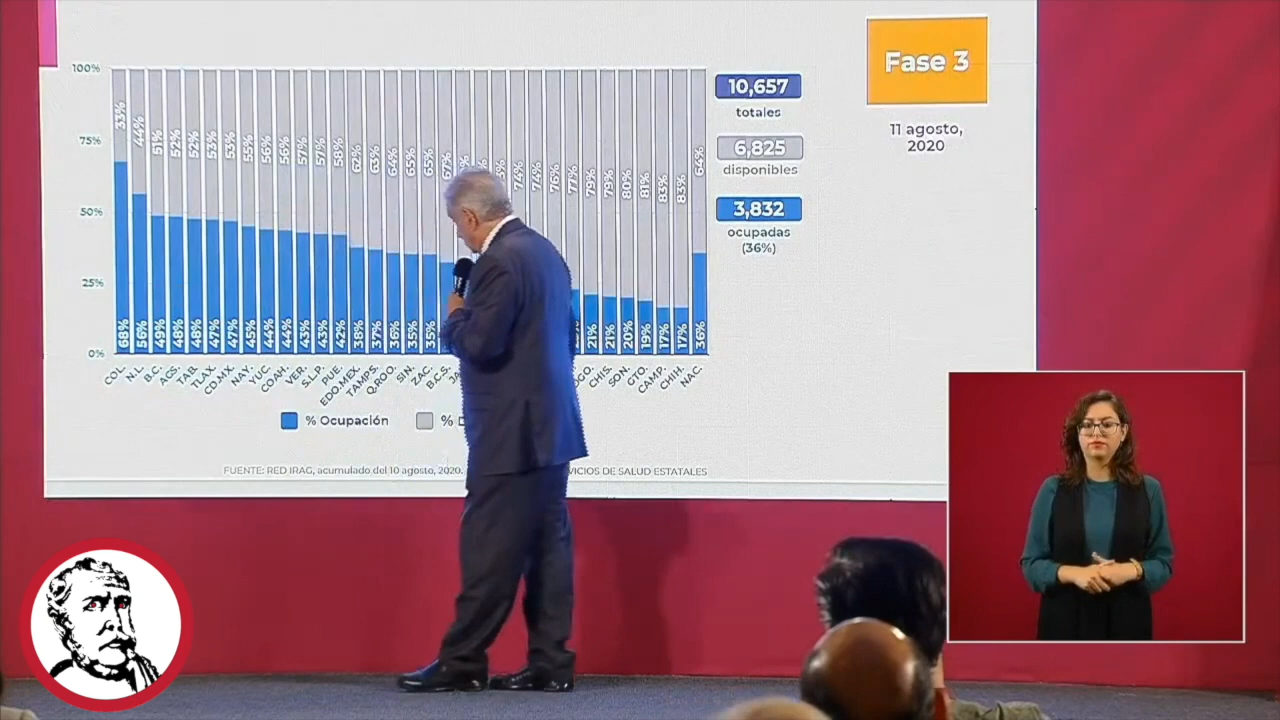 Fase 3
11 agosto,
2020
100%
75%
50%
25%
0%
33% 44% 51% 52% 52% 53% 53% 55% 56% 56% 57% 57% 58% 62% 63% 64% 65% 65% 67% 74% 74% 76% 77% 79% 79% 80% 81% 83% 83% 64%
68% 56% 49% 48% 48% 47% 47% 45% 44% 44% 43% 43% 42% 38% 37% 36% 35% 35% 21% 21% 20% 19% 17% 17% 36%
COL. N.L. B.C. AGS. TAB. TLAX. CD.MX. NAY. YUC. COAH. VER. S.L.P. PUE. EDO.MEX. TAMPS. Q.ROO. SIN. ZAC. B.C.S. CHIS. SON. GTO. CAMP. CHIH. NAC.
10,657
totales
6,825
disponibles
3,832
ocupadas
(36%)
% Ocupación
%
FUENTE: RED IRAG, acumulado del 10 agosto, 2020. DE SALUD ESTATALES